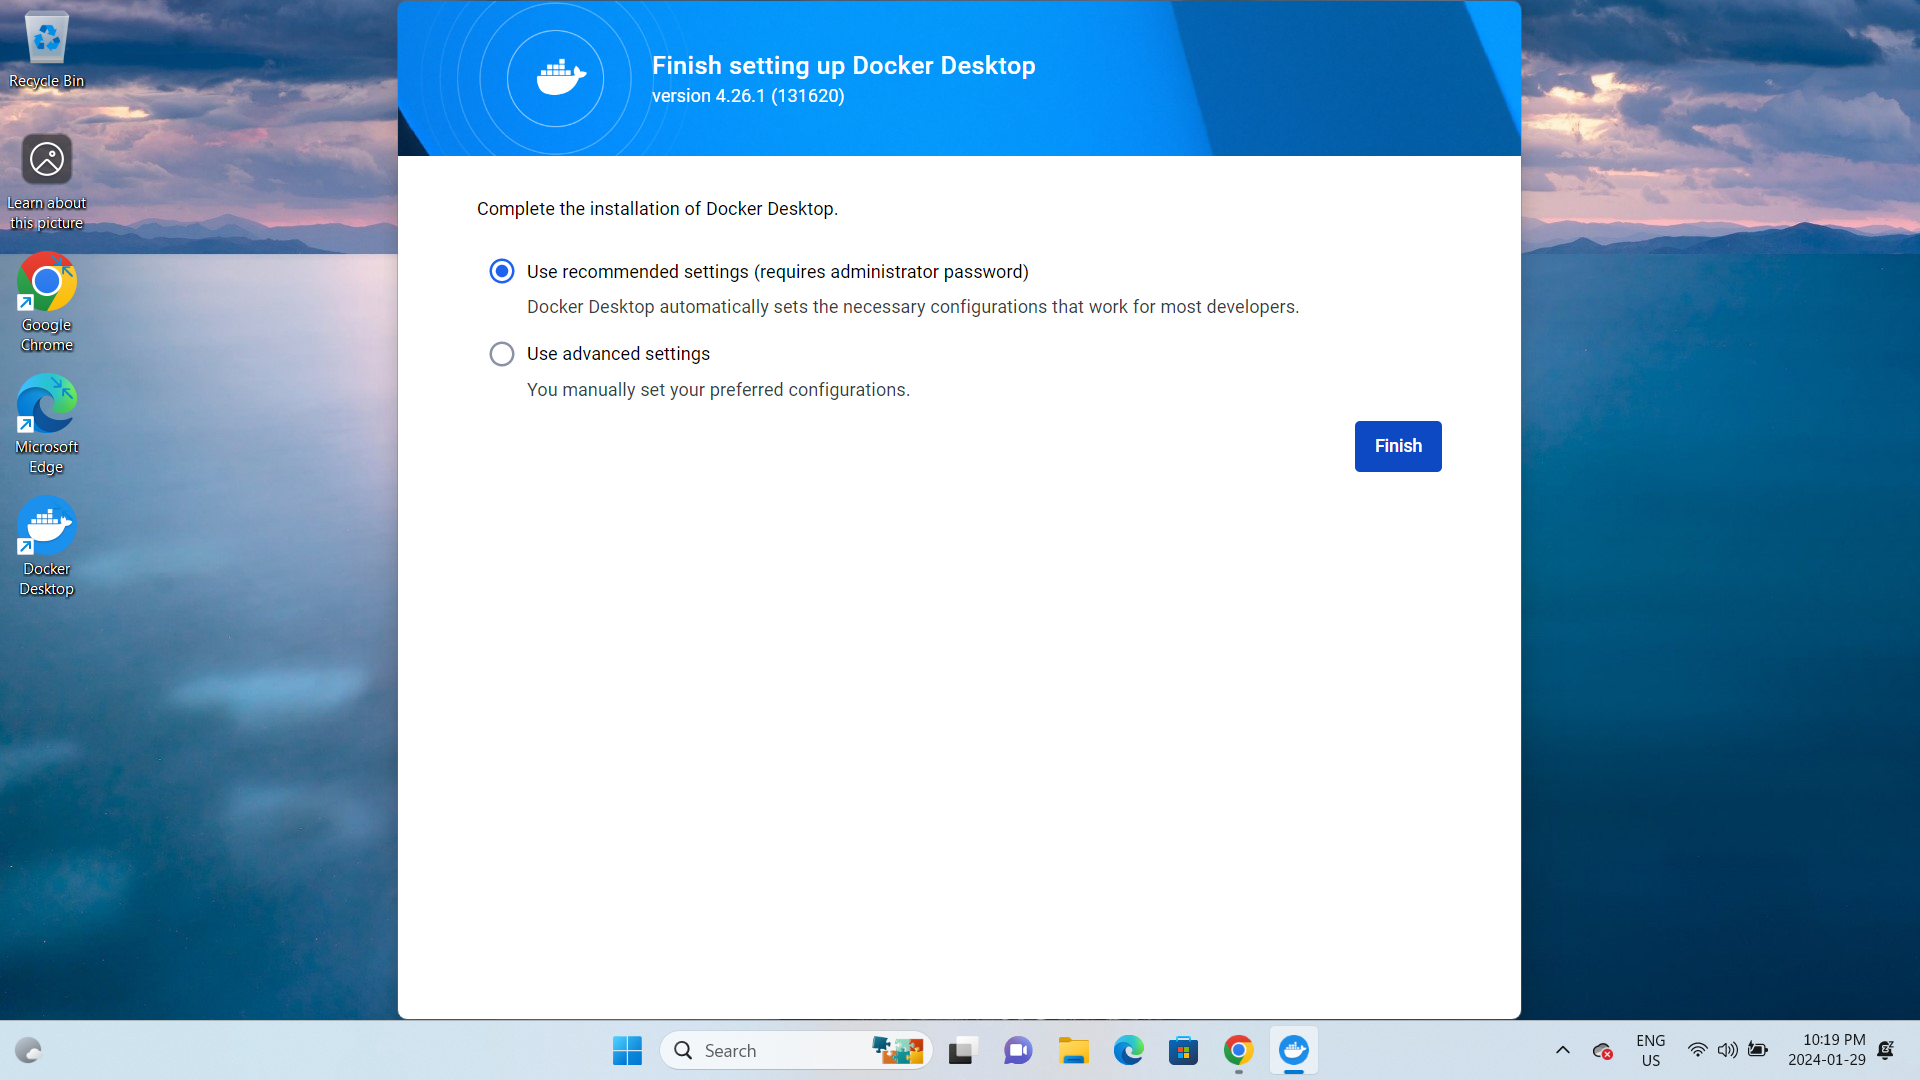 Recycle Bin
Learn about
this picture
Google
Chrome
Microsoft
Edge
Docker
Desktop
Finish setting up Docker Desktop
version 4.26.1 (131620)
Complete the installation of Docker Desktop.
Use recommended settings (requires administrator password)
Docker Desktop automatically sets the necessary configurations that work for most developers.
Use advanced settings
You manually set your preferred configurations.
Finish
Search
ENG
US
10:19 PM
2024-01-29